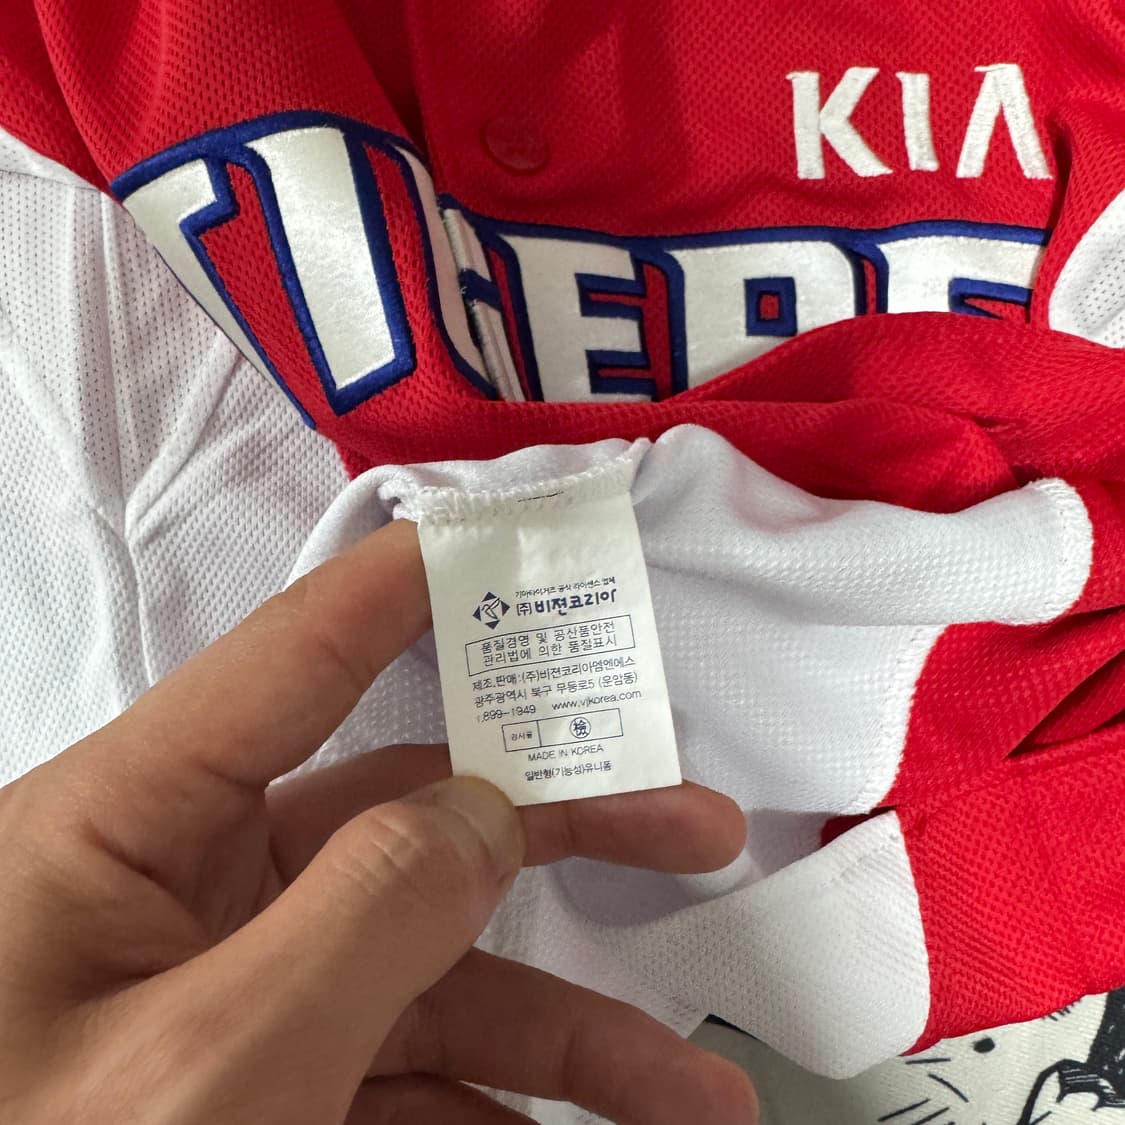 KIA
TIGERS
기아타이거즈 공식 라이센스 업체
(주)비젼코리아
품질경영 및 공산품안전
관리법에 의한 품질표시
제조.판매:(주)비젼코리아엠엔에스
광주광역시 북구 무등로5 (운암동)
899-1949 www.vjkorea.com
검사필 檢
MADE IN KOREA
일반형(기능성)유니폼